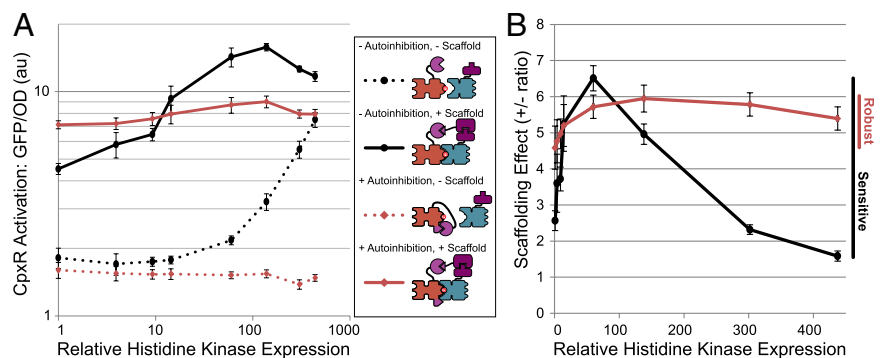 A
CpxR Activation: GFP/OD (au)
10
1
1
10
100
1000
Relative Histidine Kinase Expression
- Autoinhibition, - Scaffold
- Autoinhibition, + Scaffold
+ Autoinhibition, - Scaffold
+ Autoinhibition, + Scaffold
B
Scaffolding Effect (+/- ratio)
8
7
6
5
4
3
2
1
0
0
100
200
300
400
Relative Histidine Kinase Expression
Robust
Sensitive